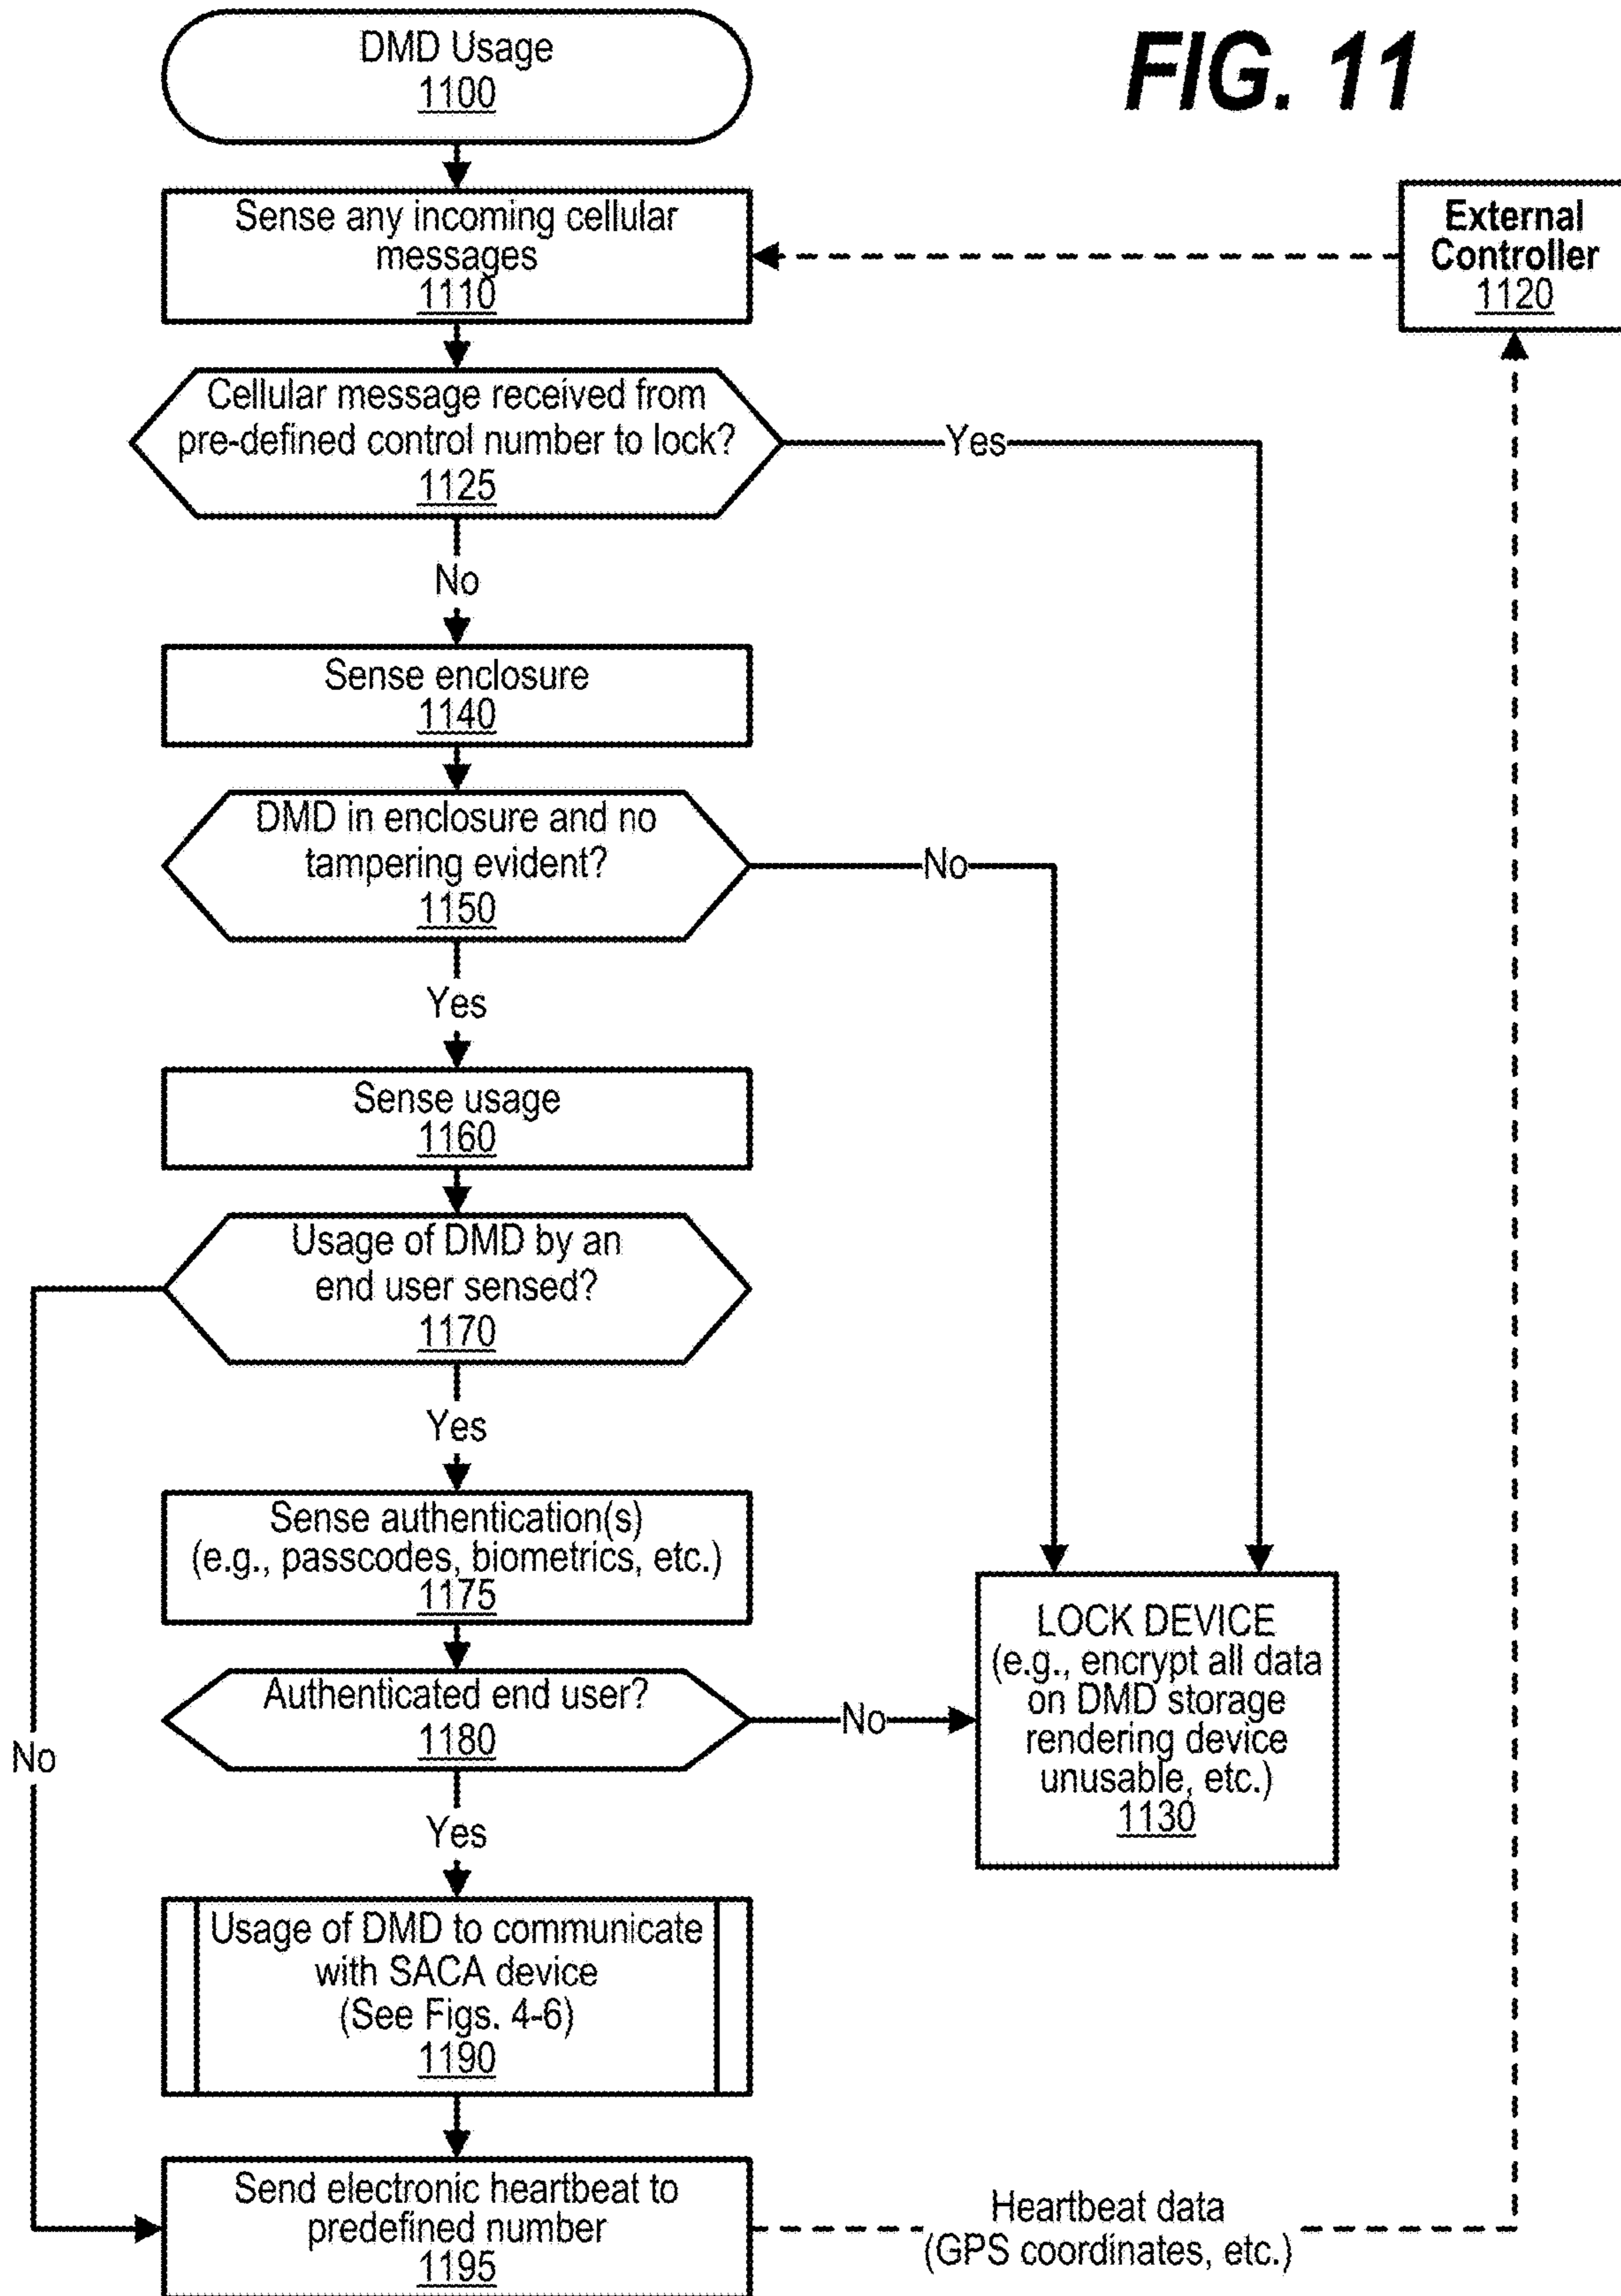 FIG. 11
DMD Usage
1100
Sense any incoming cellular
messages
1110
External
Controller
1120
Cellular message received from
pre-defined control number to lock?
1125
Yes
No
Sense enclosure
1140
DMD in enclosure and no
tampering evident?
1150
No
Yes
Sense usage
1160
Usage of DMD by an
end user sensed?
1170
Yes
No
Sense authentication(s)
(e.g., passcodes, biometrics, etc.)
1175
Authenticated end user?
1180
No
Yes
LOCK DEVICE
(e.g., encrypt all data
on DMD storage
rendering device
unusable, etc.)
1130
Usage of DMD to communicate
with SACA device
(See Figs. 4-6)
1190
Send electronic heartbeat to
predefined number
1195
Heartbeat data
(GPS coordinates, etc.)